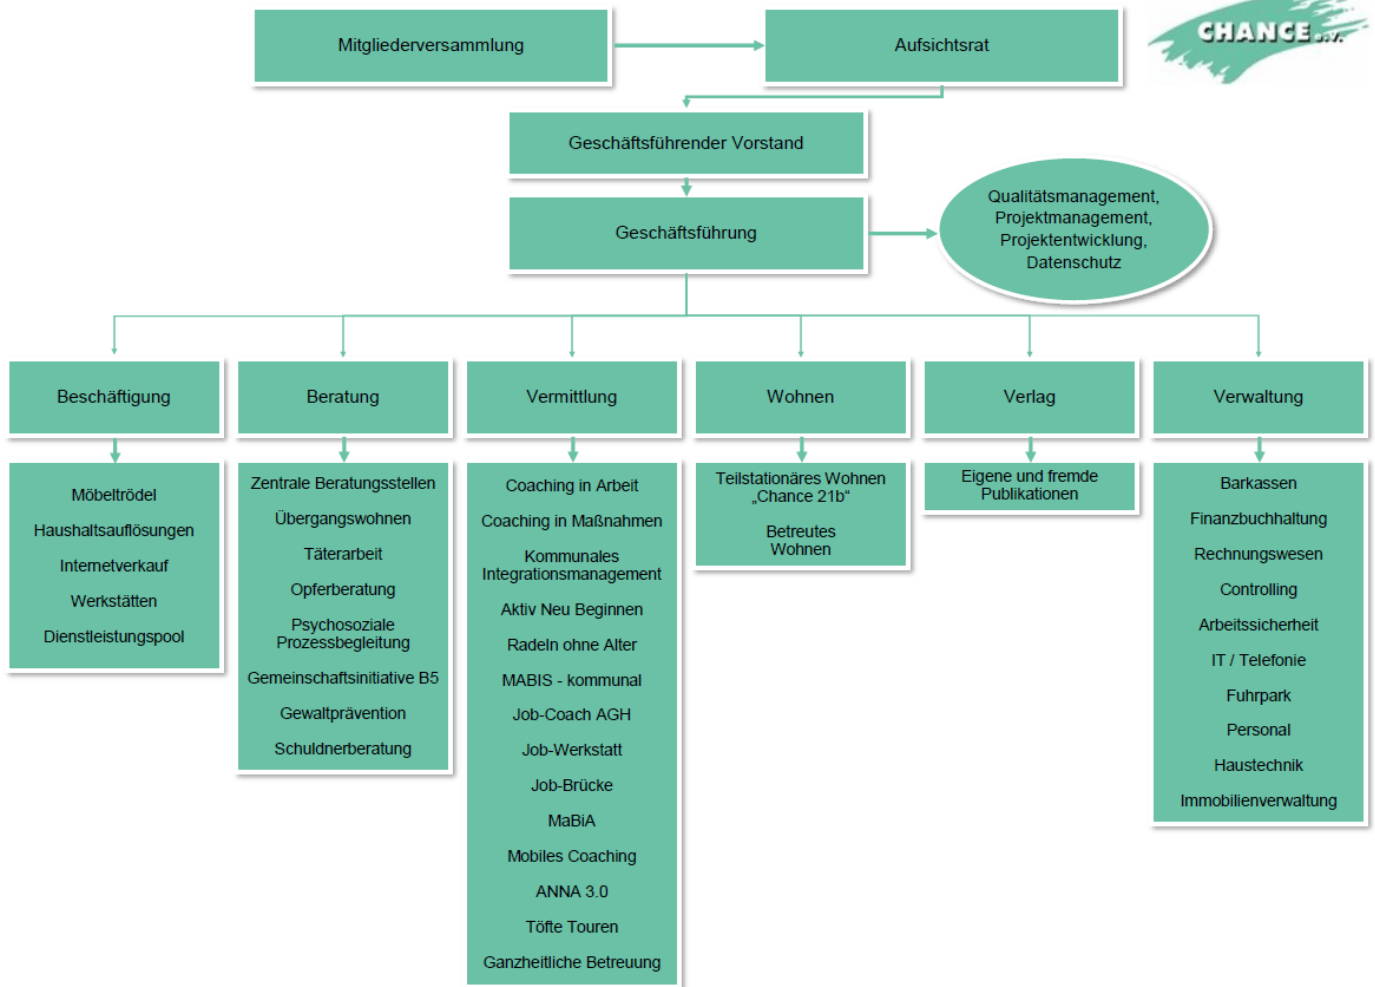 Mitgliederversammlung
Aufsichtsrat
CHANCE e.V.
Geschäftsführender Vorstand
Geschäftsführung
Qualitätsmanagement,
Projektmanagement,
Projektentwicklung,
Datenschutz
Beschäftigung
Beratung
Vermittlung
Wohnen
Verlag
Verwaltung
Möbeltrödel
Haushaltsauflösungen
Internetverkauf
Werkstätten
Dienstleistungspool
Zentrale Beratungsstellen
Übergangswohnen
Täterarbeit
Opferberatung
Psychosoziale
Prozessbegleitung
Gemeinschaftsinitiative B5
Gewaltprävention
Schuldnerberatung
Coaching in Arbeit
Coaching in Maßnahmen
Kommunales
Integrationsmanagement
Aktiv Neu Beginnen
Radeln ohne Alter
MABIS - kommunal
Job-Coach AGH
Job-Werkstatt
Job-Brücke
MaBiA
Mobiles Coaching
ANNA 3.0
Töfte Touren
Ganzheitliche Betreuung
Teilstationäres Wohnen
„Chance 21b“
Betreutes
Wohnen
Eigene und fremde
Publikationen
Barkassen
Finanzbuchhaltung
Rechnungswesen
Controlling
Arbeitssicherheit
IT / Telefonie
Fuhrpark
Personal
Haustechnik
Immobilienverwaltung